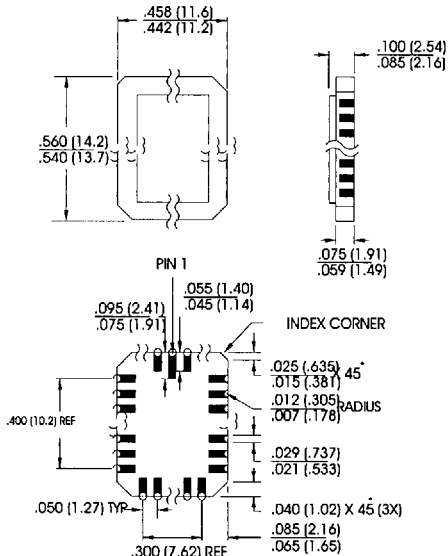 .458 (11.6)
.442 (11.2)
.100 (2.54)
.085 (2.16)
.560 (14.2)
.540 (13.7)
.075 (1.91)
.059 (1.49)
PIN 1
.055 (1.40)
.045 (1.14)
.095 (2.41)
.075 (1.91)
INDEX CORNER
.025 (.635)
.015 (.381) X 45°
.012 (.305)
.007 (.178) RADIUS
.400 (10.2) REF
.029 (.737)
.021 (.533)
.050 (1.27) TYP
.040 (1.02) X 45° (3X)
.085 (2.16)
.065 (1.65)
.300 (7.62) REF